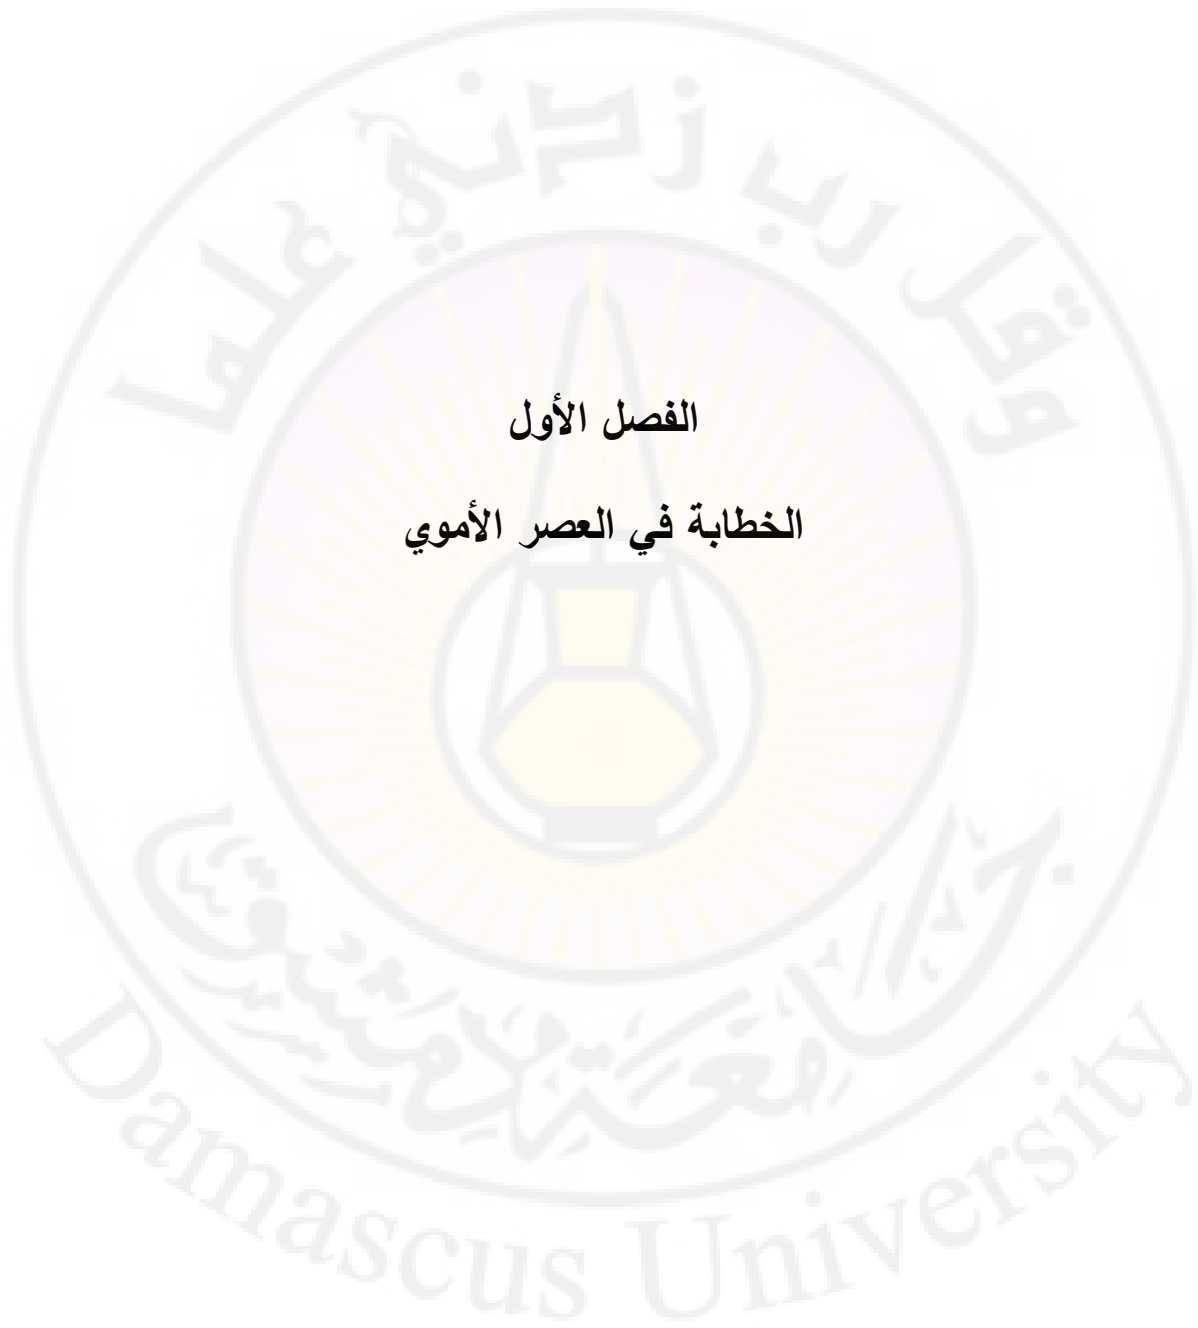 وقل رب زدني علما
الفصل الأول
الخطابة في العصر الأموي
جامعة دمشق
Damascus University